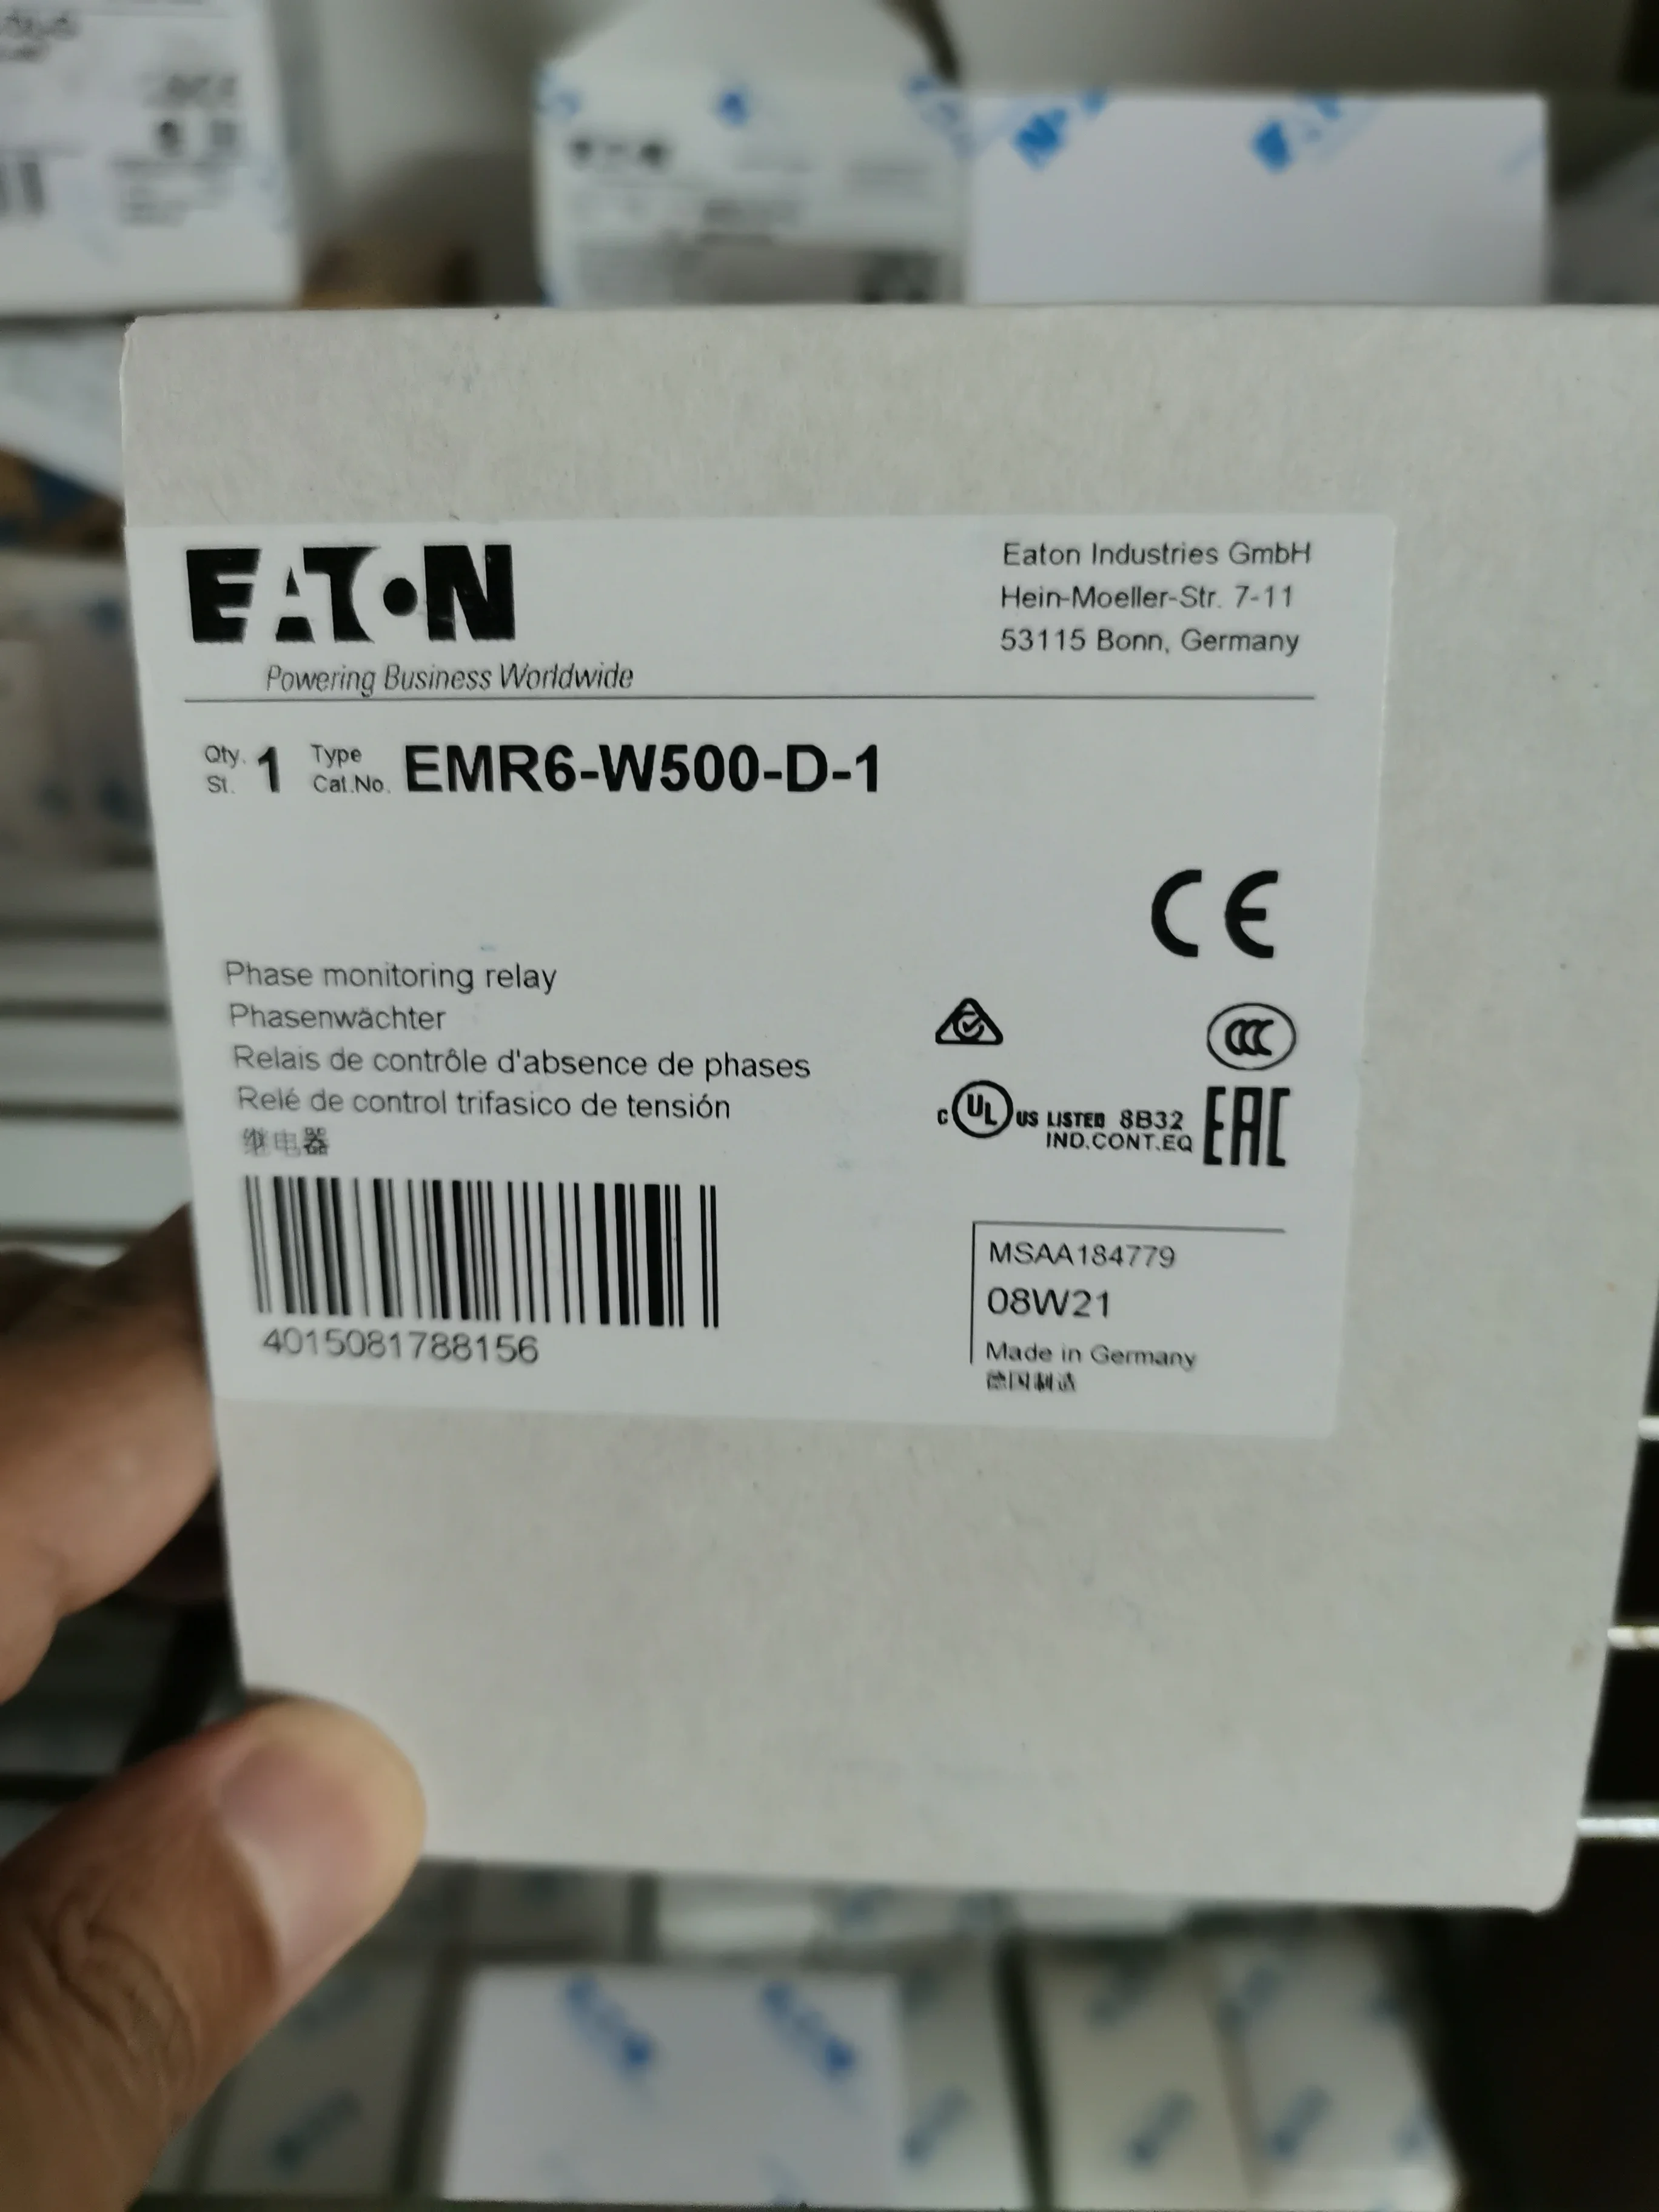 EATON
EATON
Powering Business Worldwide
Eaton Industries GmbH
Hein-Moeller-Str. 7-11
53115 Bonn, Germany
Qty. 1 Type EMR6-W500-D-1
St. Cat.No.
CE
Phase monitoring relay
Phasenwächter
Relais de contrôle d'absence de phases
Relé de control trifasico de tensión
继电器
4015081788156
CCC
C UL US LISTED 8B32
IND.CONT.EQ
EAC
MSAA184779
08W21
Made in Germany
德国制造